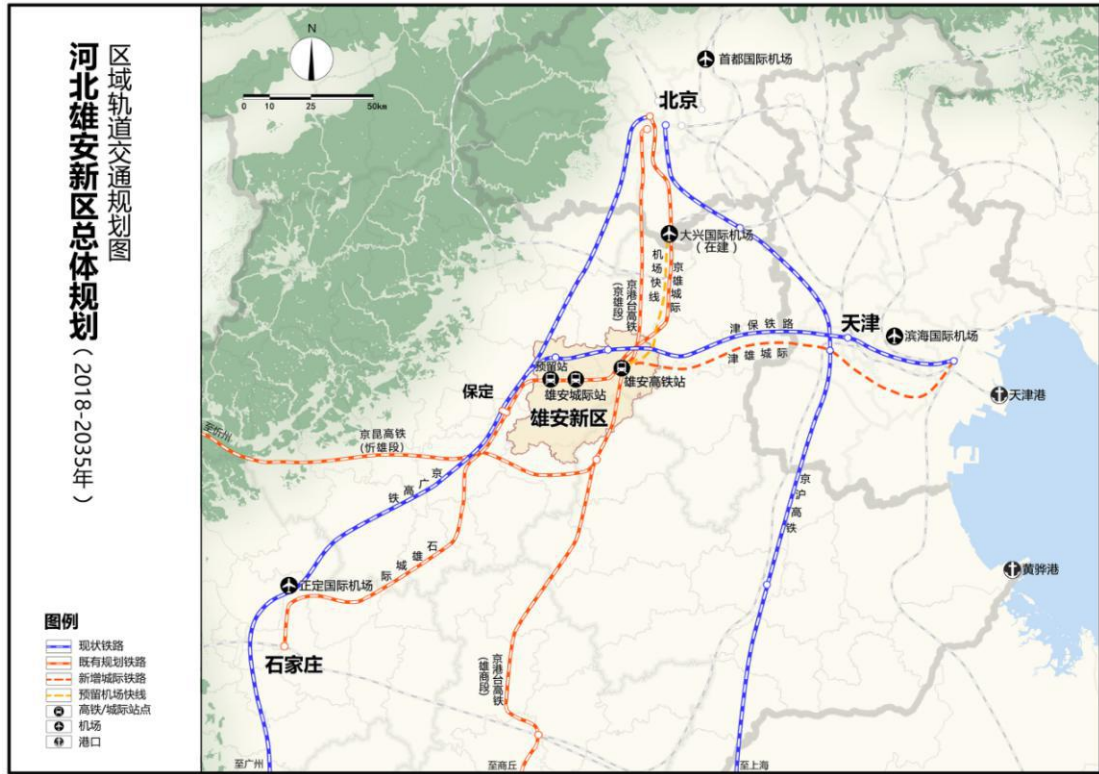 区域轨道交通规划图
河北雄安新区总体规划（2018-2035年）
N
0 10 25 50km
首都国际机场
北京
大兴国际机场
（在建）
机场快线
京雄城际
京港台高铁
（京雄段）
津保铁路
天津
滨海国际机场
津雄城际
天津港
预留站
雄安城际站
雄安高铁站
保定
雄安新区
至忻州
京昆高铁
（忻雄段）
京广高铁
石雄城际
京沪高铁
正定国际机场
黄骅港
石家庄
京港台高铁
（雄商段）
至广州
至商丘
至上海
图例
现状铁路
既有规划铁路
新增城际铁路
预留机场快线
高铁/城际站点
机场
港口